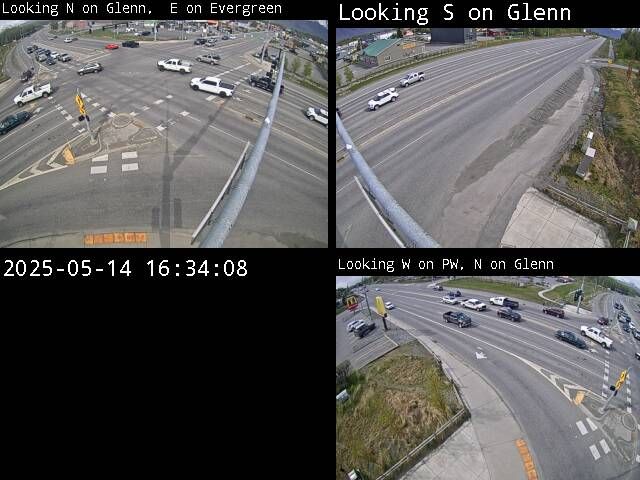 Looking N on Glenn, E on Evergreen
Looking S on Glenn
2025-05-14 16:34:08
Looking W on PW, N on Glenn